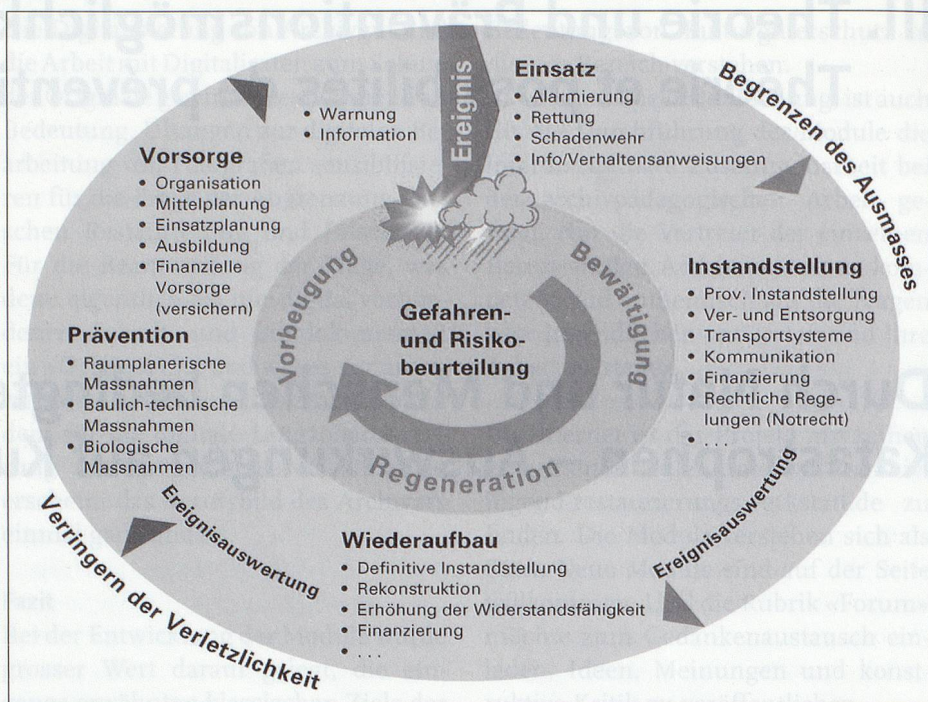 Ereignis
Einsatz
• Alarmierung
• Rettung
• Schadenwehr
• Info/Verhaltensanweisungen
Begrenzen des Ausmasses
• Warnung
• Information
Vorsorge
• Organisation
• Mittelplanung
• Einsatzplanung
• Ausbildung
• Finanzielle
Vorsorge
(versichern)
Prävention
• Raumplanerische
Massnahmen
• Baulich-technische
Massnahmen
• Biologische
Massnahmen
Vorbeugung
Bewältigung
Regeneration
Gefahren-
und Risiko-
beurteilung
Instandstellung
• Prov. Instandstellung
• Ver- und Entsorgung
• Transportsysteme
• Kommunikation
• Finanzierung
• Rechtliche Rege-
lungen (Notrecht)
• . . . .
Ereignisauswertung
Wiederaufbau
• Definitive Instandstellung
• Rekonstruktion
• Erhöhung der Widerstandsfähigkeit
• Finanzierung
• . . . .
Ereignisauswertung
Verringern der Verletzlichkeit